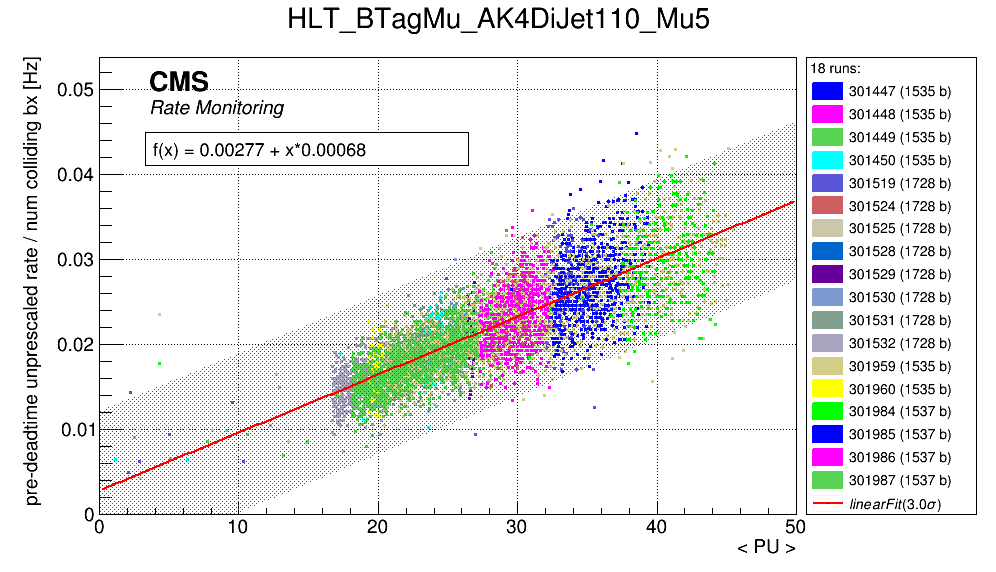 HLT_BTagMu_AK4DiJet110_Mu5
pre-deadtime unprescaled rate / num colliding bx [Hz]
0.05
0.04
0.03
0.02
0.01
0
CMS
Rate Monitoring
f(x) = 0.00277 + x*0.00068
0 10 20 30 40 50
< PU >
18 runs:
301447 (1535 b)
301448 (1535 b)
301449 (1535 b)
301450 (1535 b)
301519 (1728 b)
301524 (1728 b)
301525 (1728 b)
301528 (1728 b)
301529 (1728 b)
301530 (1728 b)
301531 (1728 b)
301532 (1728 b)
301959 (1535 b)
301960 (1535 b)
301984 (1537 b)
301985 (1537 b)
301986 (1537 b)
301987 (1537 b)
linearFit(3.0σ)